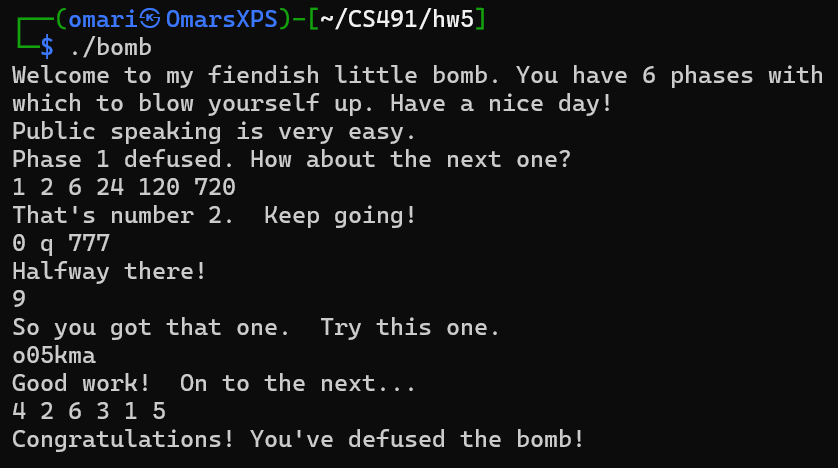 ┌──(omari㉿OmarsXPS)-[~/CS491/hw5]
└─$ ./bomb
Welcome to my fiendish little bomb. You have 6 phases with
which to blow yourself up. Have a nice day!
Public speaking is very easy.
Phase 1 defused. How about the next one?
1 2 6 24 120 720
That's number 2.  Keep going!
0 q 777
Halfway there!
9
So you got that one.  Try this one.
o05kma
Good work!  On to the next...
4 2 6 3 1 5
Congratulations! You've defused the bomb!